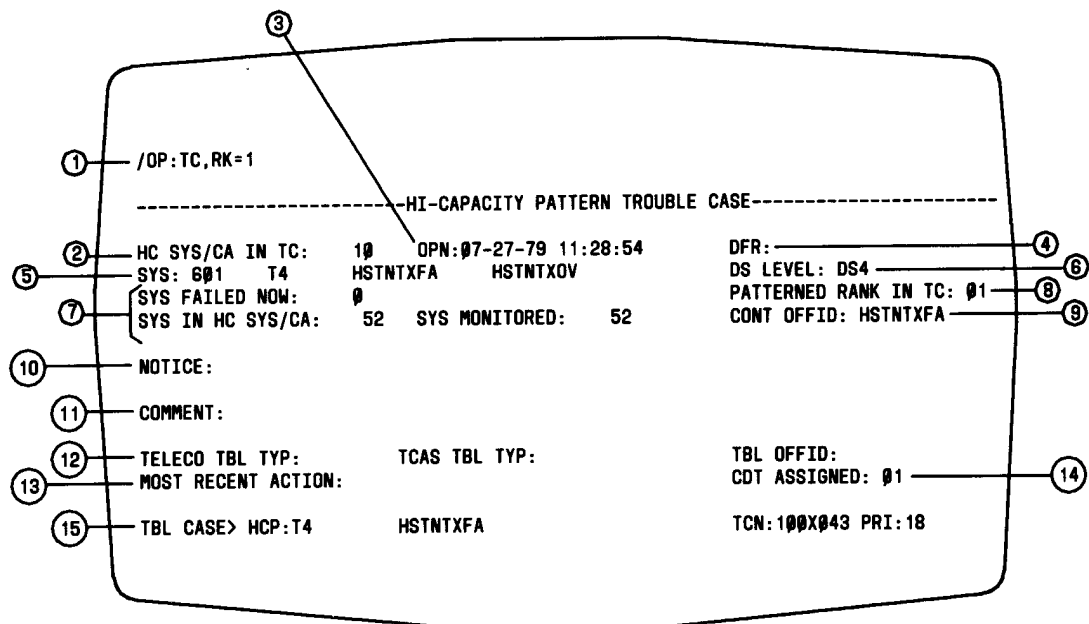 ③
① /OP:TC,RK=1
--------------------------HI-CAPACITY PATTERN TROUBLE CASE------------------------
② HC SYS/CA IN TC: 10 OPN:07-27-79 11:28:54 DFR: ④
⑤ SYS: 601 T4 HSTNTXFA HSTNTXOV DS LEVEL: DS4 ⑥
SYS FAILED NOW: 0 PATTERNED RANK IN TC: 01 ⑧
⑦ SYS IN HC SYS/CA: 52 SYS MONITORED: 52 CONT OFFID: HSTNTXFA ⑨
⑩ NOTICE:
⑪ COMMENT:
⑫ TELECO TBL TYP: TCAS TBL TYP: TBL OFFID:
⑬ MOST RECENT ACTION: CDT ASSIGNED: 01 ⑭
⑮ TBL CASE> HCP:T4 HSTNTXFA TCN:100X043 PRI:18